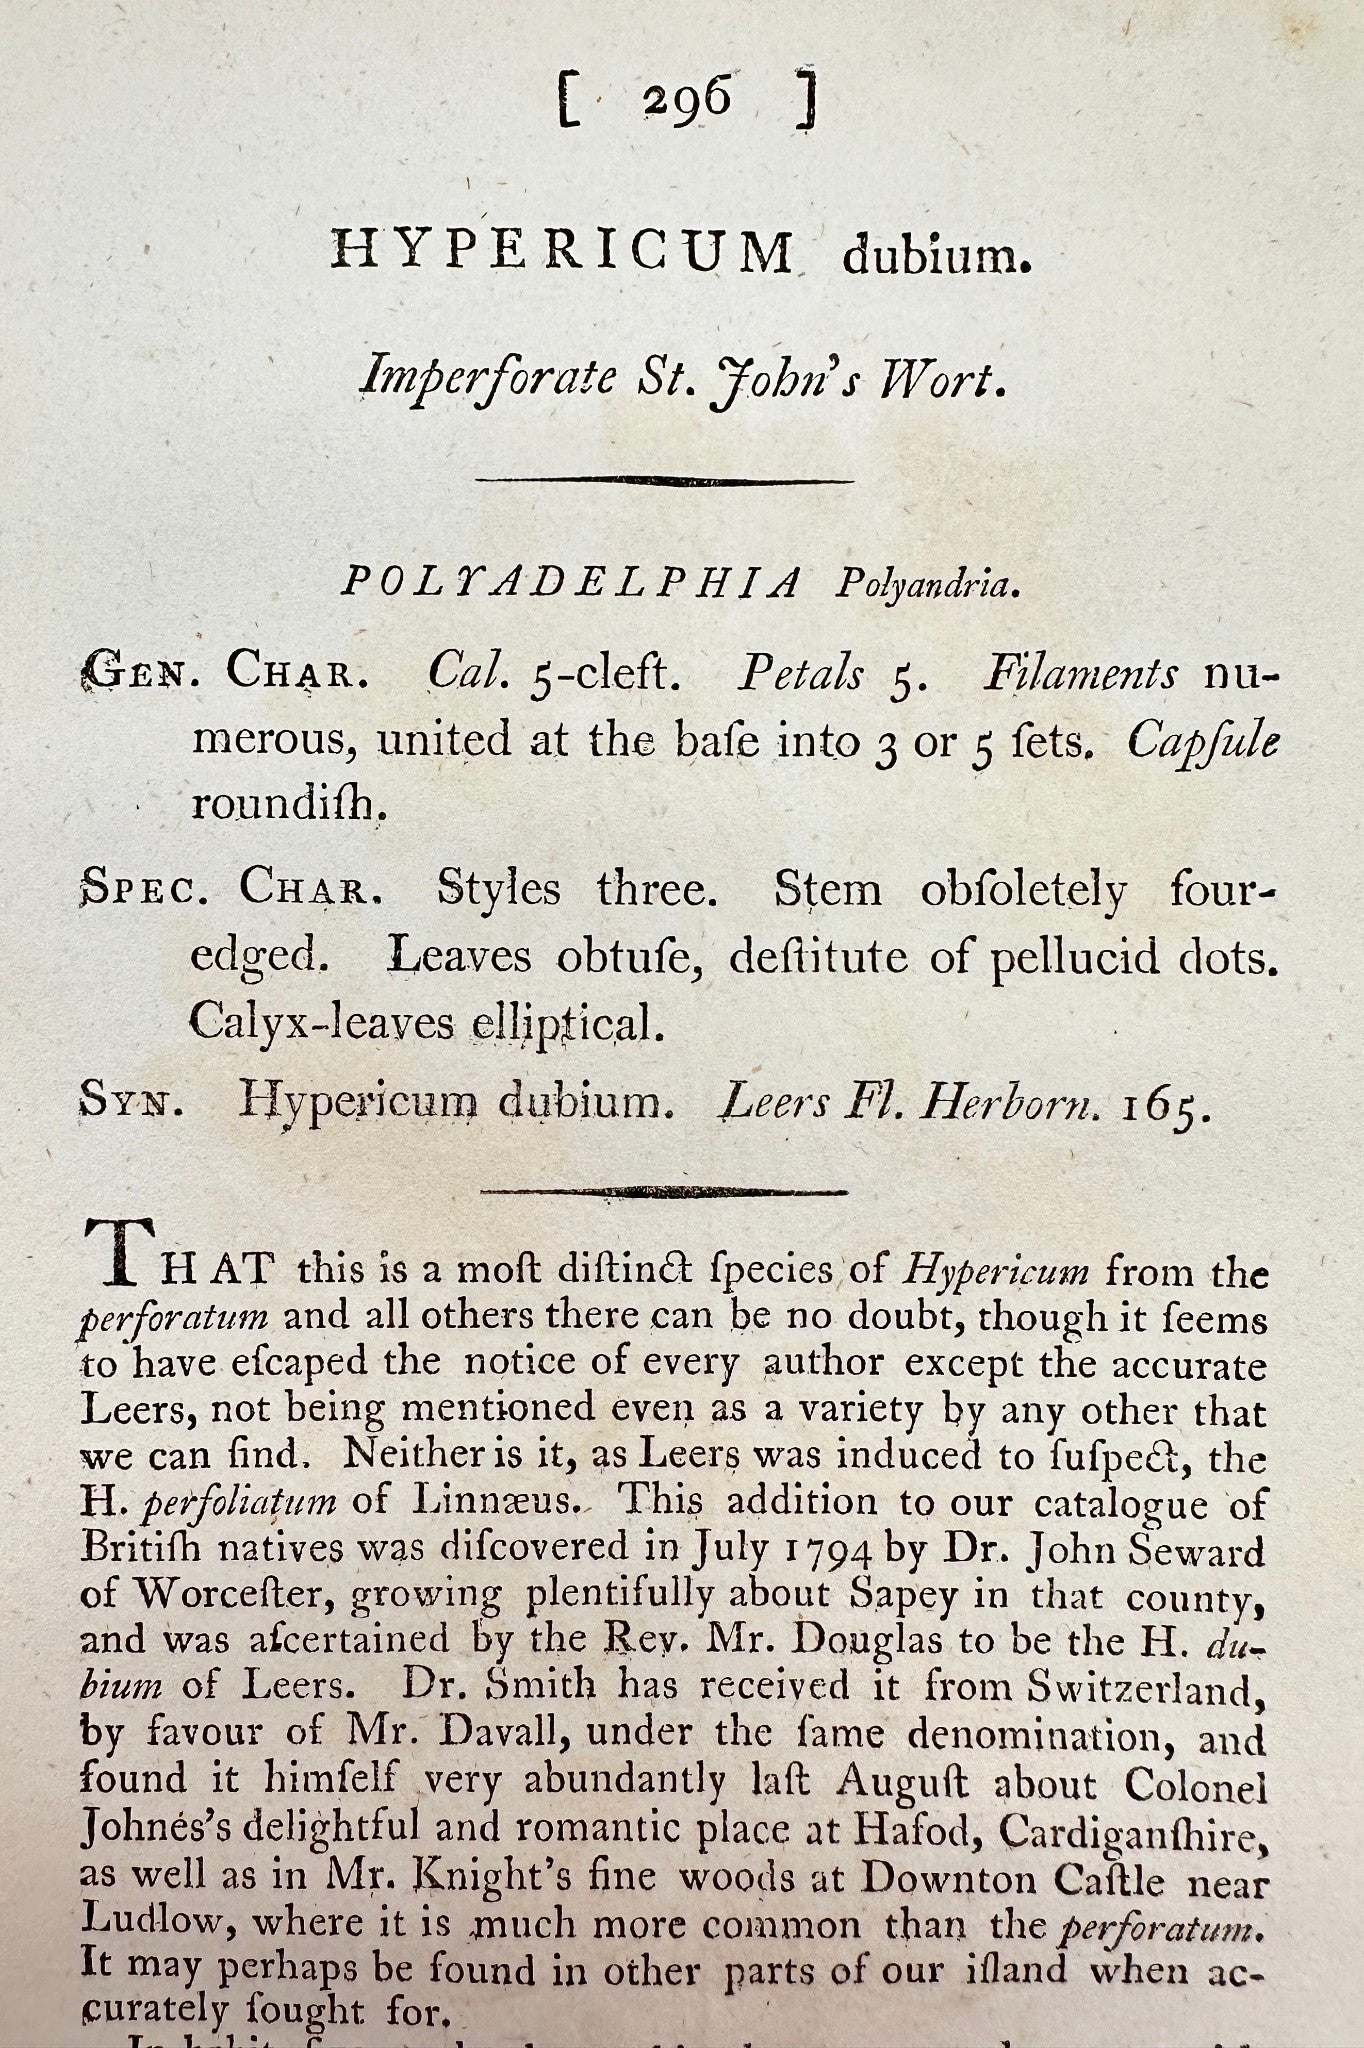 [ 296 ]
HYPERICUM dubium.
Imperforate St. John's Wort.
POLYADELPHIA Polyandria.
GEN. CHAR. Cal. 5-cleft. Petals 5. Filaments nu-
merous, united at the baſe into 3 or 5 ſets. Capſule
roundiſh.
SPEC. CHAR. Styles three. Stem obſoletely four-
edged. Leaves obtuſe, deſtitute of pellucid dots.
Calyx-leaves elliptical.
SYN. Hypericum dubium. Leers Fl. Herborn. 165.
THAT this is a moſt diſtinct ſpecies of Hypericum from the
perforatum and all others there can be no doubt, though it ſeems
to have eſcaped the notice of every author except the accurate
Leers, not being mentioned even as a variety by any other that
we can find. Neither is it, as Leers was induced to ſuſpect, the
H. perfoliatum of Linnæus. This addition to our catalogue of
Britiſh natives was diſcovered in July 1794 by Dr. John Seward
of Worceſter, growing plentifully about Sapey in that county,
and was aſcertained by the Rev. Mr. Douglas to be the H. du-
bium of Leers. Dr. Smith has received it from Switzerland,
by favour of Mr. Davall, under the ſame denomination, and
found it himſelf very abundantly laſt Auguſt about Colonel
Johnes's delightful and romantic place at Hafod, Cardiganſhire,
as well as in Mr. Knight's fine woods at Downton Caſtle near
Ludlow, where it is much more common than the perforatum.
It may perhaps be found in other parts of our iſland when ac-
curately ſought for.
In habit